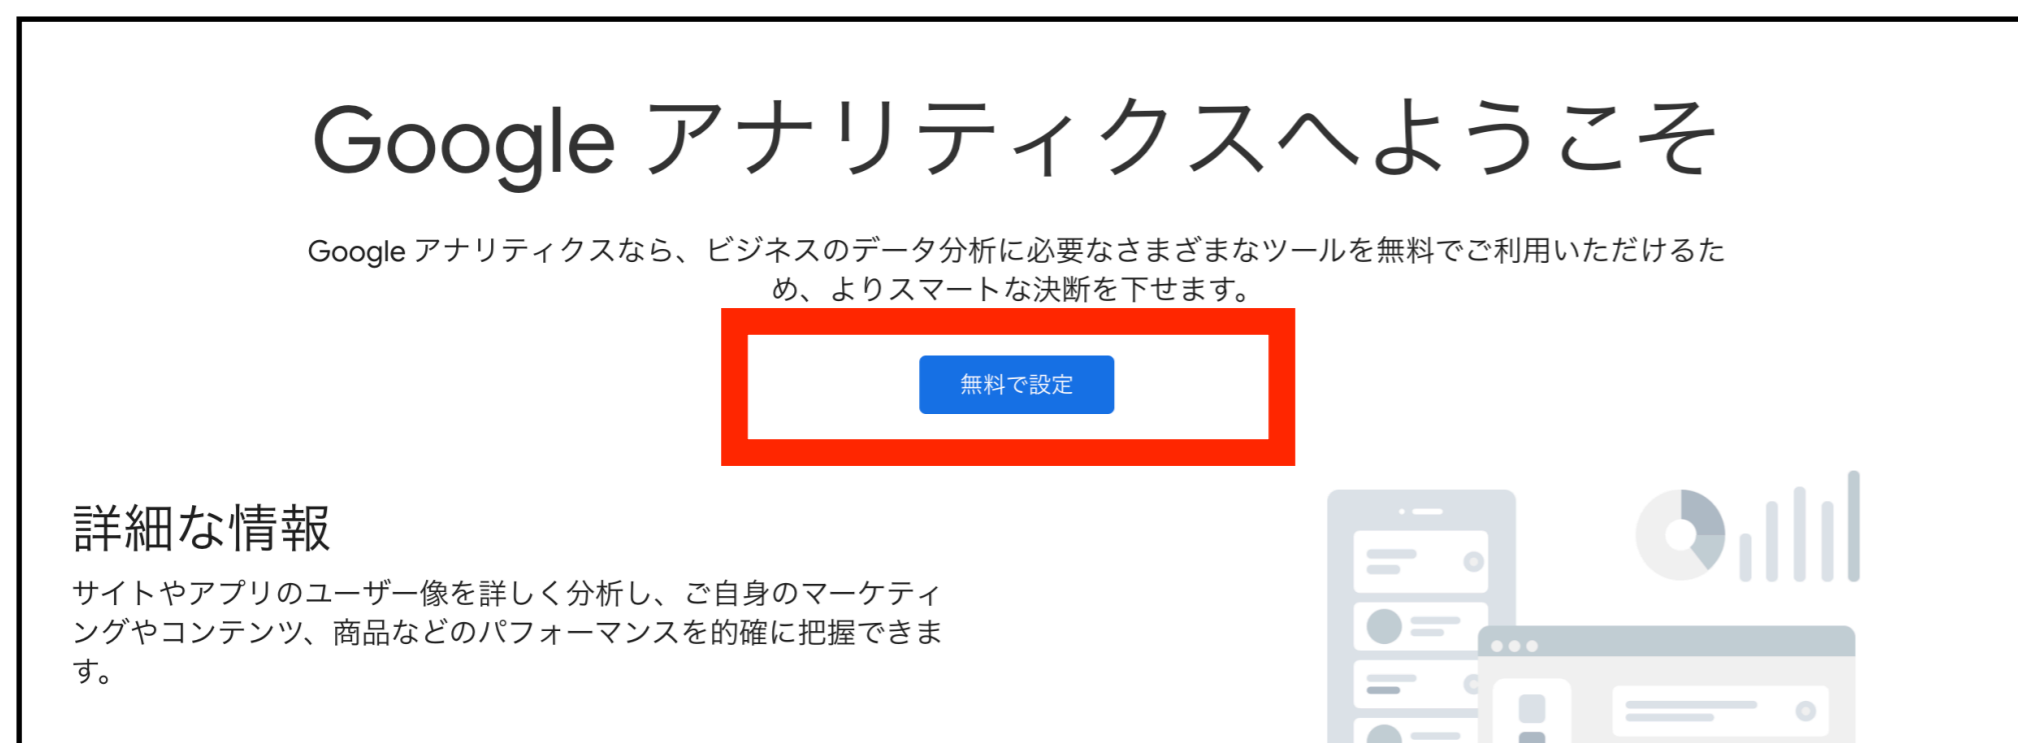 Google アナリティクスへようこそ
Google アナリティクスなら、ビジネスのデータ分析に必要なさまざまなツールを無料でご利用いただけるた
め、よりスマートな決断を下せます。
無料で設定
詳細な情報
サイトやアプリのユーザー像を詳しく分析し、ご自身のマーケティ
ングやコンテンツ、商品などのパフォーマンスを的確に把握できま
す。